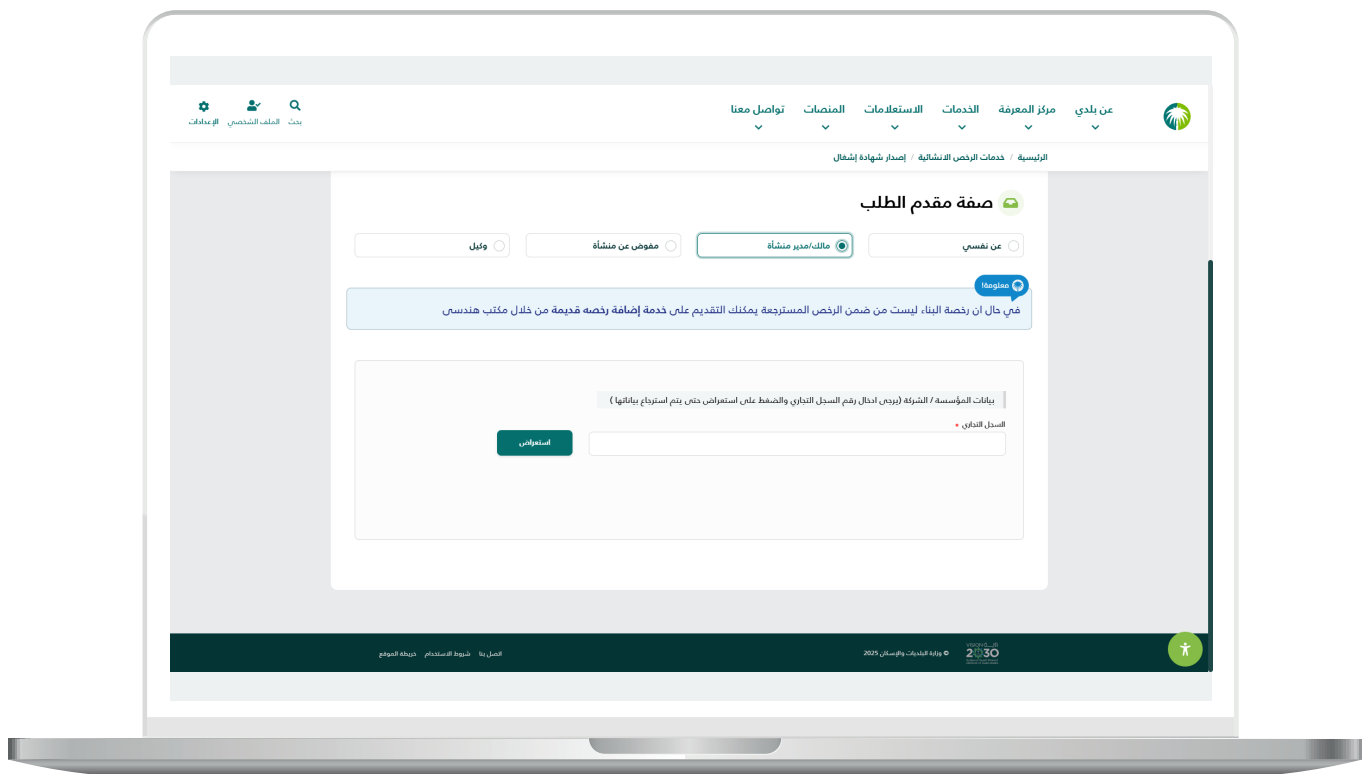 عن بلدي مركز المعرفة الخدمات الاستعلامات المنصات تواصل معنا
بحث الملف الشخصي الإعدادات
الرئيسية / خدمات الرخص الانشائية / إصدار شهادة إشغال
صفة مقدم الطلب
عن نفسي
مالك/مدير منشأة
مفوض عن منشأة
وكيل
معلومة!
في حال ان رخصة البناء ليست من ضمن الرخص المسترجعة يمكنك التقديم على خدمة إضافة رخصه قديمة من خلال مكتب هندسى
بيانات المؤسسة / الشركة (يرجى ادخال رقم السجل التجاري والضغط على استعراض حتى يتم استرجاع بياناتها )
السجل التجاري *
استعراض
2030
© وزارة البلديات والإسكان 2025
اتصل بنا شروط الاستخدام خريطة الموقع